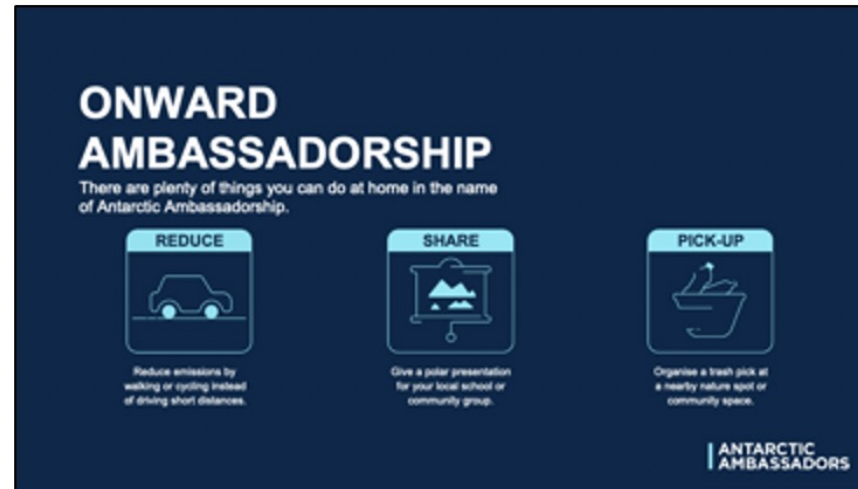 ONWARD
AMBASSADORSHIP
There are plenty of things you can do at home in the name
of Antarctic Ambassadorship.
REDUCE
Reduce emissions by
walking or cycling instead
of driving short distances.
SHARE
Give a polar presentation
for your local school or
community group.
PICK-UP
Organise a trash pick at
a nearby nature spot or
community space.
ANTARCTIC
AMBASSADORS